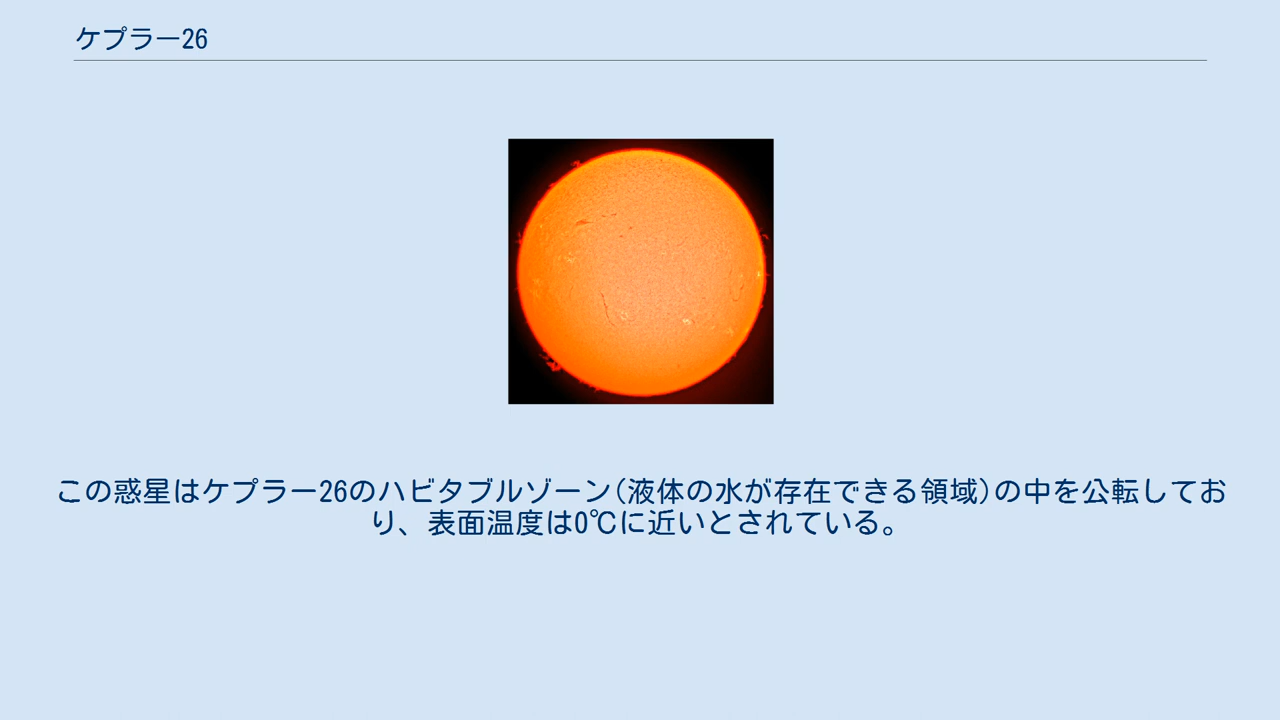 ケプラー26
この惑星はケプラー26のハビタブルゾーン(液体の水が存在できる領域)の中を公転してお
り、表面温度は0℃に近いとされている。